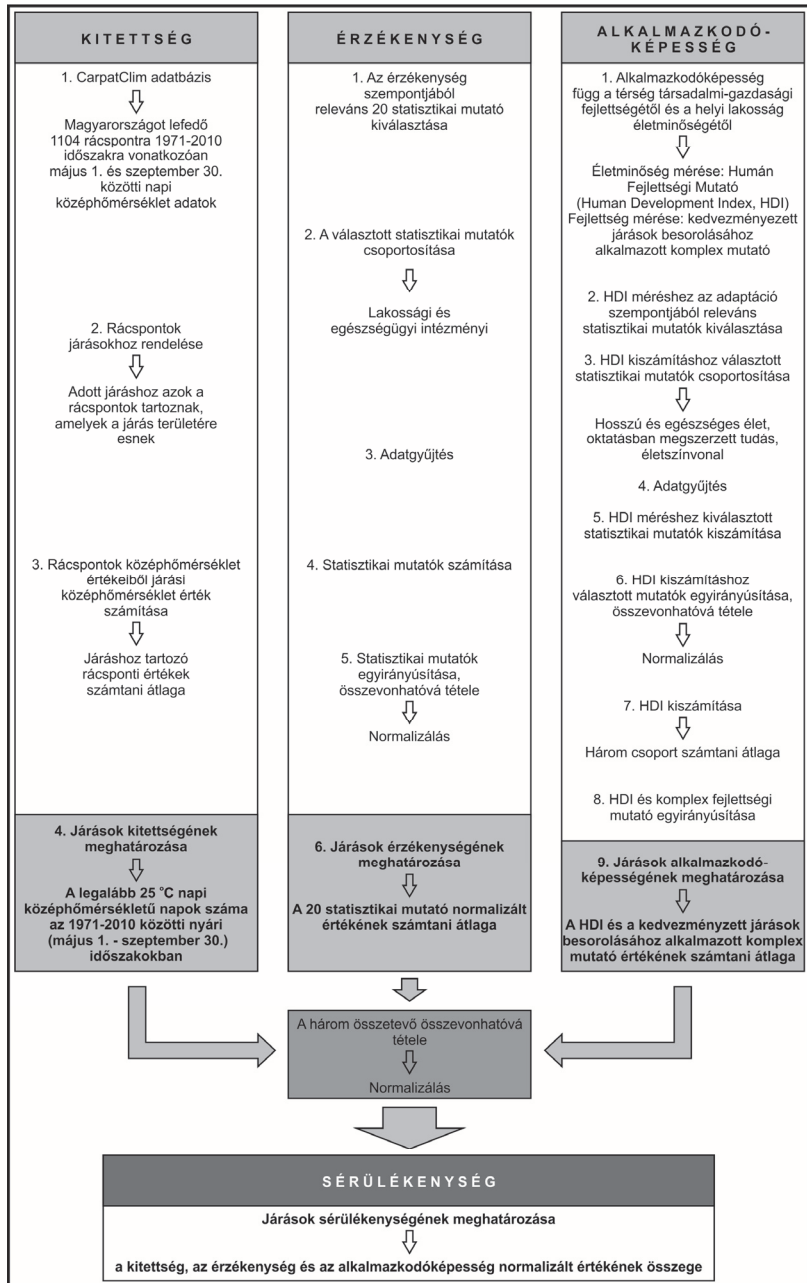 KITETTSÉG
1. CarpatClim adatbázis
Magyarországot lefedő
1104 rácspontra 1971-2010
időszakra vonatkozóan
május 1. és szeptember 30.
közötti napi
középhőmérséklet adatok
2. Rácspontok
járásokhoz rendelése
Adott járáshoz azok a
rácspontok tartoznak,
amelyek a járás területére
esnek
3. Rácspontok középhőmérséklet
értékeiből járási
középhőmérséklet érték
számítása
Járáshoz tartozó
rácsponti értékek
számtani átlaga
4. Járások kitettségének
meghatározása
A legalább 25 °C napi
középhőmérsékletű napok száma
az 1971-2010 közötti nyári
(május 1. - szeptember 30.)
időszakokban
ÉRZÉKENYSÉG
1. Az érzékenység
szempontjából
releváns 20 statisztikai mutató
kiválasztása
2. A választott statisztikai mutatók
csoportosítása
Lakossági és
egészségügyi intézményi
3. Adatgyűjtés
4. Statisztikai mutatók számítása
5. Statisztikai mutatók
egyirányúsítása,
összevonhatóvá tétele
Normalizálás
6. Járások érzékenységének
meghatározása
A 20 statisztikai mutató normalizált
értékének számtani átlaga
ALKALMAZKODÓ-
KÉPESSÉG
1. Alkalmazkodóképesség
függ a térség társadalmi-gazdasági
fejlettségétől és a helyi lakosság
életminőségétől
Életminőség mérése: Humán
Fejlettségi Mutató
(Human Development Index, HDI)
Fejlettség mérése: kedvezményezett
járások besorolásához
alkalmazott komplex mutató
2. HDI méréshez az adaptáció
szempontjából releváns
statisztikai mutatók kiválasztása
3. HDI kiszámításhoz választott
statisztikai mutatók csoportosítása
Hosszú és egészséges élet,
oktatásban megszerzett tudás,
életszínvonal
4. Adatgyűjtés
5. HDI méréshez kiválasztott
statisztikai mutatók kiszámítása
6. HDI kiszámításhoz
választott mutatók egyirányúsítása,
összevonhatóvá tétele
Normalizálás
7. HDI kiszámítása
Három csoport számtani átlaga
8. HDI és komplex fejlettségi
mutató egyirányúsítása
9. Járások alkalmazkodó-
képességének meghatározása
A HDI és a kedvezményzett járások
besorolásához alkalmazott komplex
mutató értékének számtani átlaga
A három összetevő összevonhatóvá
tétele
Normalizálás
SÉRÜLÉKENYSÉG
Járások sérülékenységének meghatározása
a kitettség, az érzékenység és az alkalmazkodóképesség normalizált értékének összege